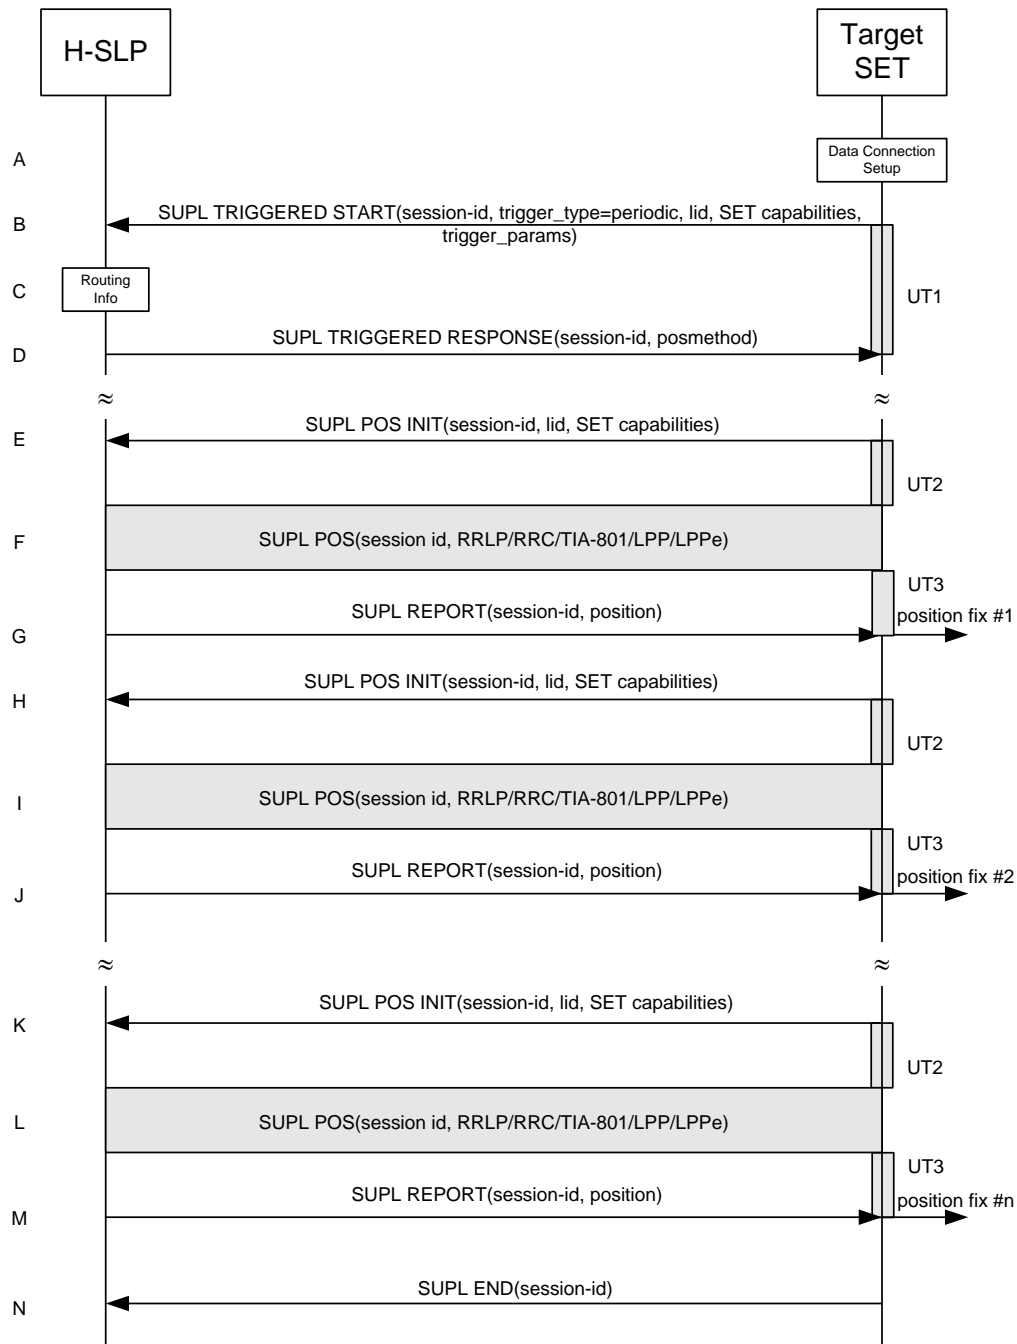 H-SLP
Target
SET
A
Data Connection
Setup
B
SUPL TRIGGERED START(session-id, trigger_type=periodic, lid, SET capabilities,
trigger_params)
C
Routing
Info
UT1
D
SUPL TRIGGERED RESPONSE(session-id, posmethod)
≈
≈
E
SUPL POS INIT(session-id, lid, SET capabilities)
UT2
F
SUPL POS(session id, RRLP/RRC/TIA-801/LPP/LPPe)
UT3
G
SUPL REPORT(session-id, position)
position fix #1
H
SUPL POS INIT(session-id, lid, SET capabilities)
UT2
I
SUPL POS(session id, RRLP/RRC/TIA-801/LPP/LPPe)
UT3
J
SUPL REPORT(session-id, position)
position fix #2
≈
≈
K
SUPL POS INIT(session-id, lid, SET capabilities)
UT2
L
SUPL POS(session id, RRLP/RRC/TIA-801/LPP/LPPe)
UT3
M
SUPL REPORT(session-id, position)
position fix #n
N
SUPL END(session-id)